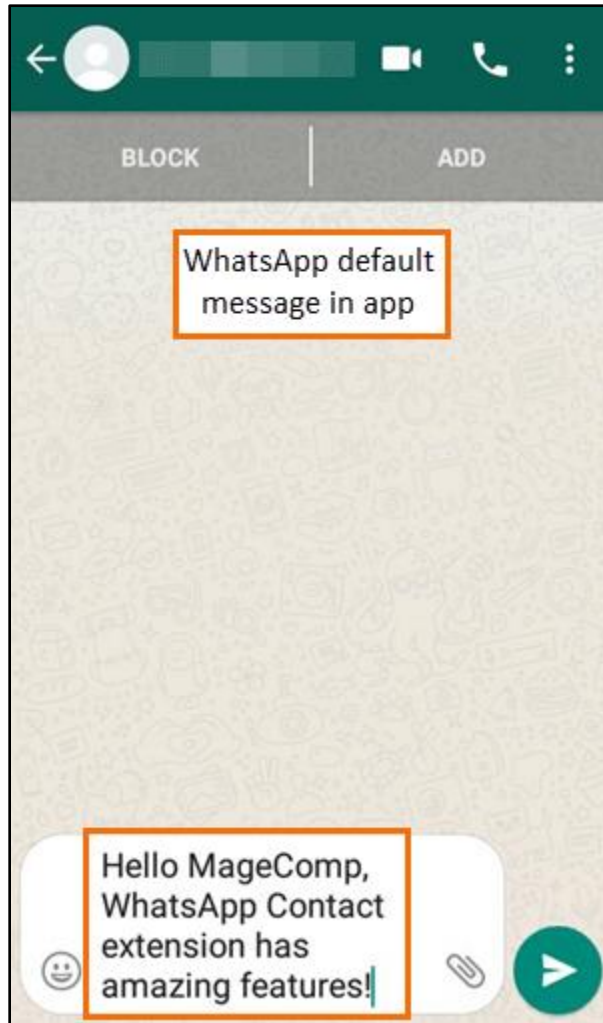 BLOCK
ADD
WhatsApp default
message in app
Hello MageComp,
WhatsApp Contact
extension has
amazing features!